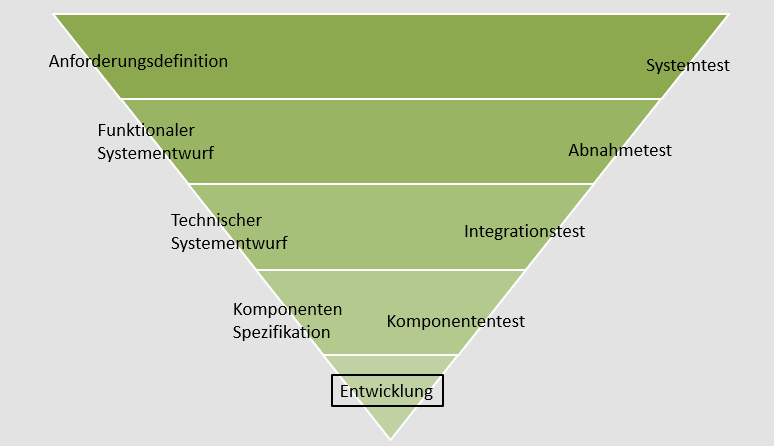 Anforderungsdefinition
Systemtest
Funktionaler
Systementwurf
Abnahmetest
Technischer
Systementwurf
Integrationstest
Komponenten
Spezifikation
Komponententest
Entwicklung